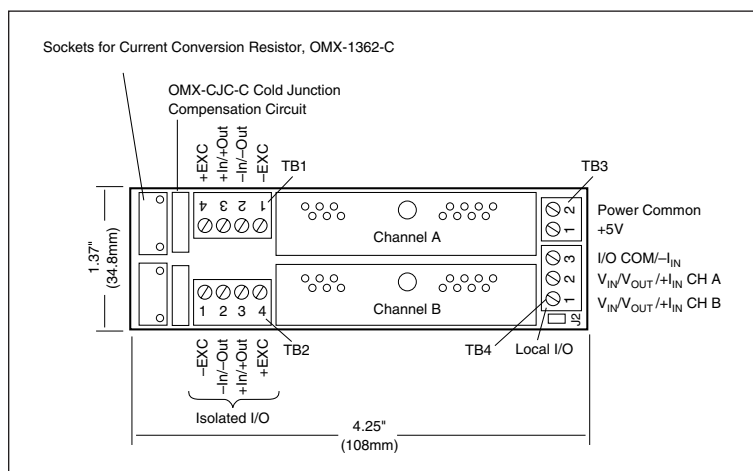 Sockets for Current Conversion Resistor, OMX-1362-C
OMX-CJC-C Cold Junction
Compensation Circuit
+EXC
+In/+Out
–In/–Out
–EXC
TB1
TB3
4
3
2
1
Channel A
2
1
Power Common
+5V
1.37"
(34.8mm)
3
2
1
I/O COM/–IIN
VIN/VOUT/+IIN CH A
VIN/VOUT/+IIN CH B
Channel B
1
2
3
4
J2
TB2
TB4
Local I/O
–EXC
–In/–Out
+In/+Out
+EXC
Isolated I/O
4.25"
(108mm)